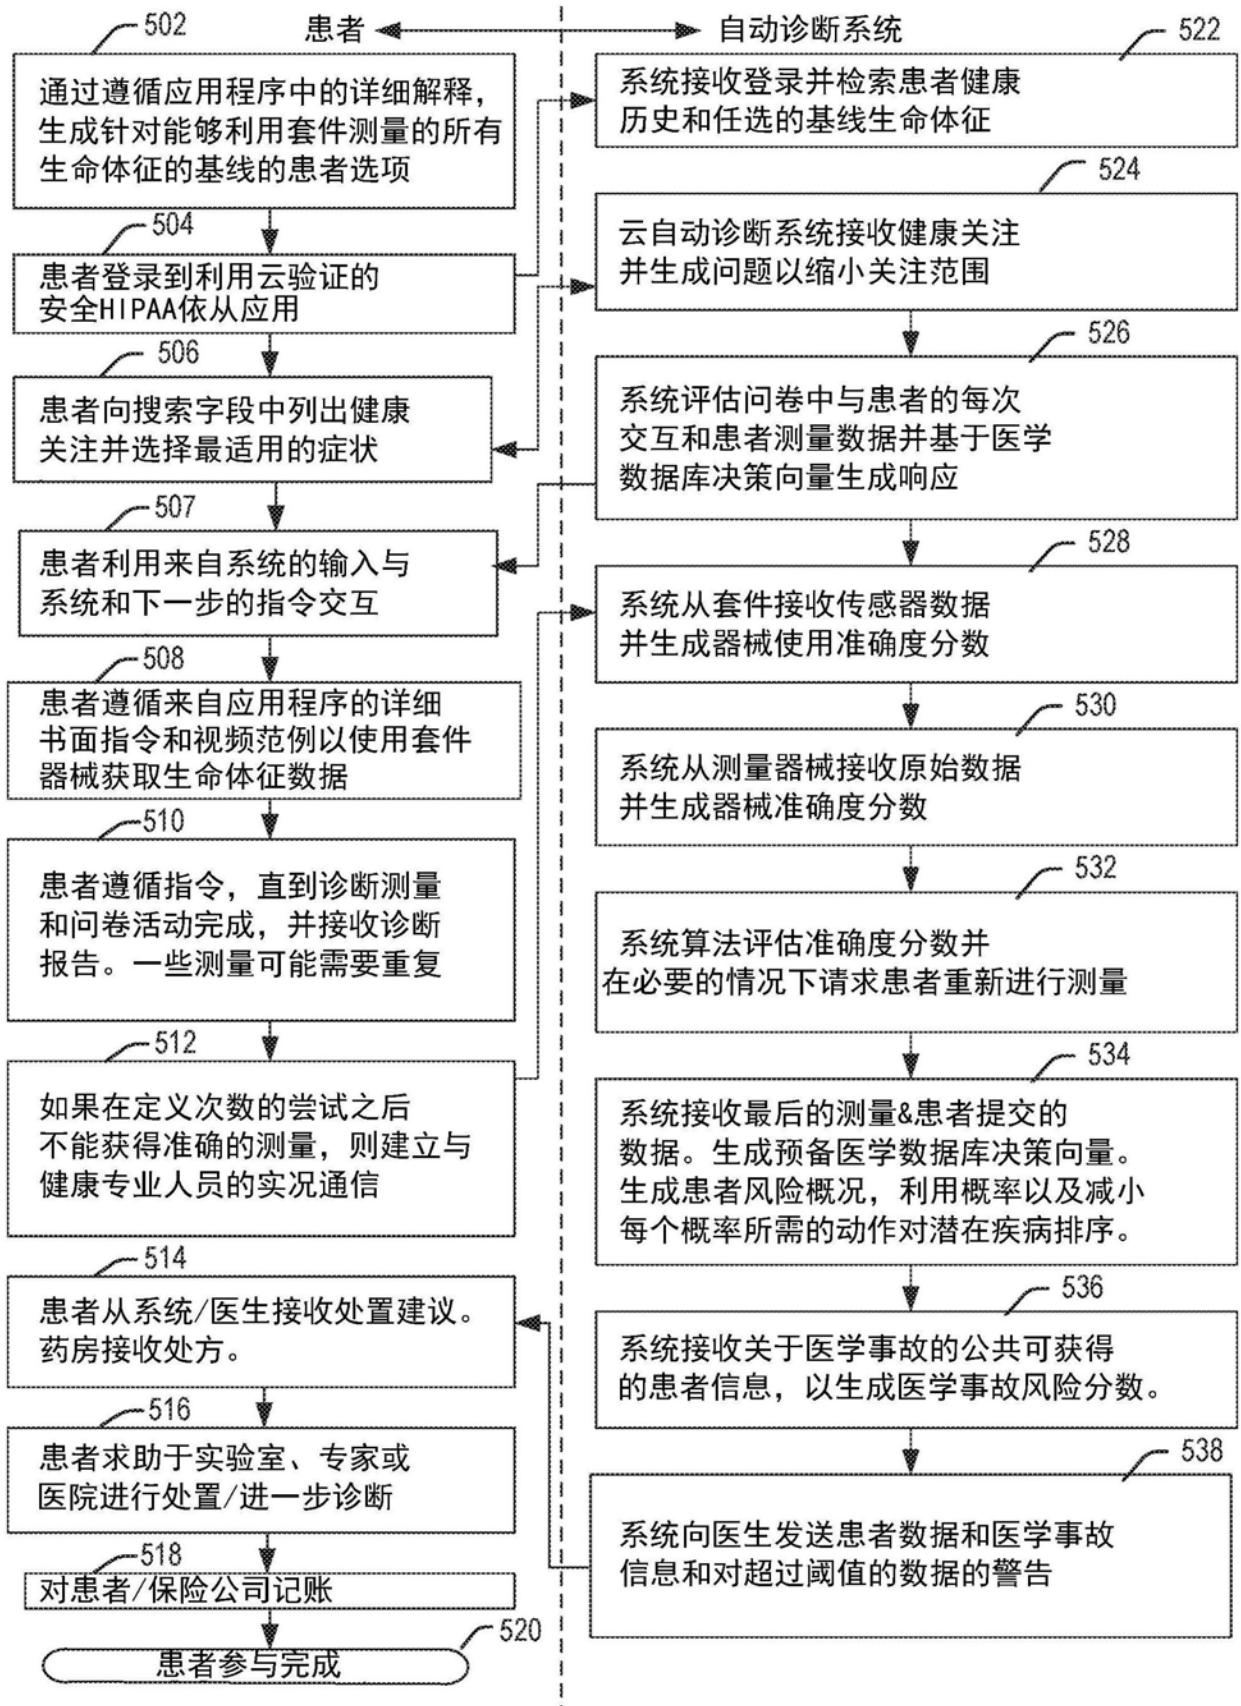 患者
自动诊断系统
502
通过遵循应用程序中的详细解释，
生成针对能够利用套件测量的所有
生命体征的基线的患者选项
504
患者登录到利用云验证的
安全HIPAA依从应用
506
患者向搜索字段中列出健康
关注并选择最适用的症状
507
患者利用来自系统的输入与
系统和下一步的指令交互
508
患者遵循来自应用程序的详细
书面指令和视频范例以使用套件
器械获取生命体征数据
510
患者遵循指令，直到诊断测量
和问卷活动完成，并接收诊断
报告。一些测量可能需要重复
512
如果在定义次数的尝试之后
不能获得准确的测量，则建立与
健康专业人员的实况通信
514
患者从系统/医生接收处置建议。
药房接收处方。
516
患者求助于实验室、专家或
医院进行处置/进一步诊断
518
对患者/保险公司记账
520
患者参与完成
522
系统接收登录并检索患者健康
历史和任选的基线生命体征
524
云自动诊断系统接收健康关注
并生成问题以缩小关注范围
526
系统评估问卷中与患者的每次
交互和患者测量数据并基于医学
数据库决策向量生成响应
528
系统从套件接收传感器数据
并生成器械使用准确度分数
530
系统从测量器械接收原始数据
并生成器械准确度分数
532
系统算法评估准确度分数并
在必要的情况下请求患者重新进行测量
534
系统接收最后的测量&患者提交的
数据。生成预备医学数据库决策向量。
生成患者风险概况，利用概率以及减小
每个概率所需的动作对潜在疾病排序。
536
系统接收关于医学事故的公共可获得
的患者信息，以生成医学事故风险分数。
538
系统向医生发送患者数据和医学事故
信息和对超过阈值的数据的警告